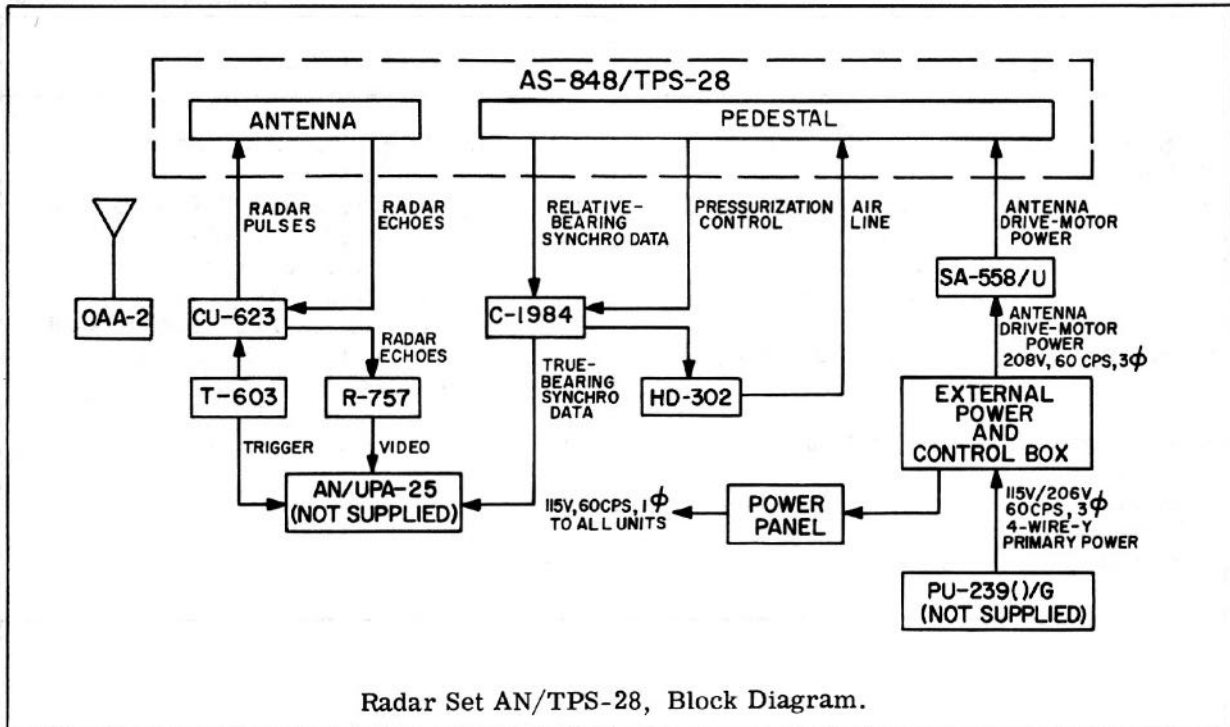 AS-848/TPS-28
ANTENNA
PEDESTAL
RADAR
PULSES
RADAR
ECHOES
RELATIVE-
BEARING
SYNCHRO DATA
PRESSURIZATION
CONTROL
AIR
LINE
ANTENNA
DRIVE-MOTOR
POWER
OAA-2
CU-623
C-1984
SA-558/U
RADAR
ECHOES
TRUE-
BEARING
SYNCHRO
DATA
ANTENNA
DRIVE-MOTOR
POWER
208V, 60 CPS, 3ϕ
T-603
R-757
HD-302
EXTERNAL
POWER
AND
CONTROL BOX
TRIGGER
VIDEO
AN/UPA-25
(NOT SUPPLIED)
115V, 60CPS, 1ϕ
TO ALL UNITS
POWER
PANEL
115V/206V
60CPS, 3ϕ
4-WIRE-Y
PRIMARY POWER
PU-239()/G
(NOT SUPPLIED)
Radar Set AN/TPS-28, Block Diagram.